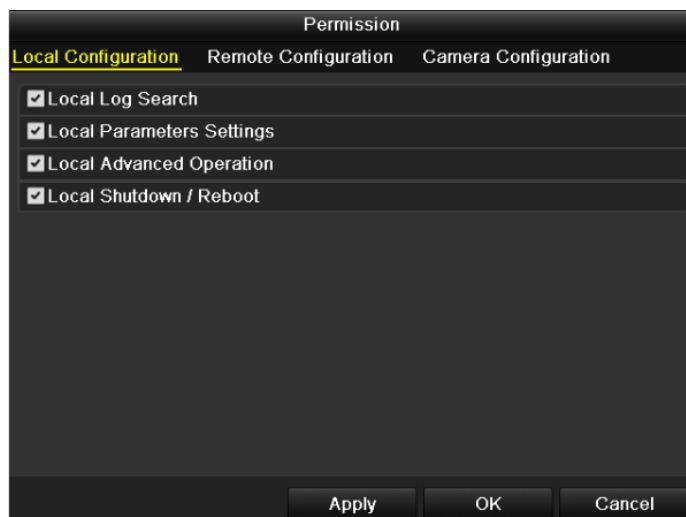 Permission
Local Configuration Remote Configuration Camera Configuration
Local Log Search
Local Parameters Settings
Local Advanced Operation
Local Shutdown / Reboot
Apply OK Cancel